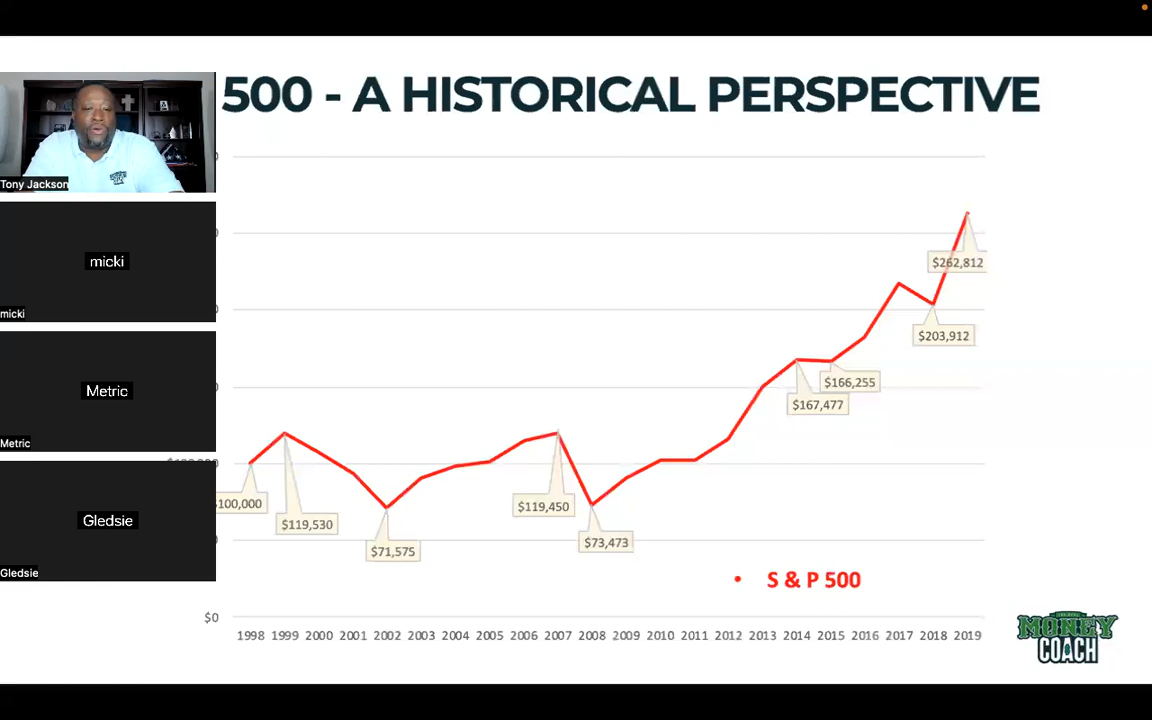 500 - A HISTORICAL PERSPECTIVE
Tony Jackson
micki
micki
Metric
Metric
Gledsie
Gledsie
$262,812
$203,912
$166,255
$167,477
100,000
$119,530
$71,575
$119,450
$73,473
• S & P 500
$0
1998 1999 2000 2001 2002 2003 2004 2005 2006 2007 2008 2009 2010 2011 2012 2013 2014 2015 2016 2017 2018 2019
MONEY
COACH